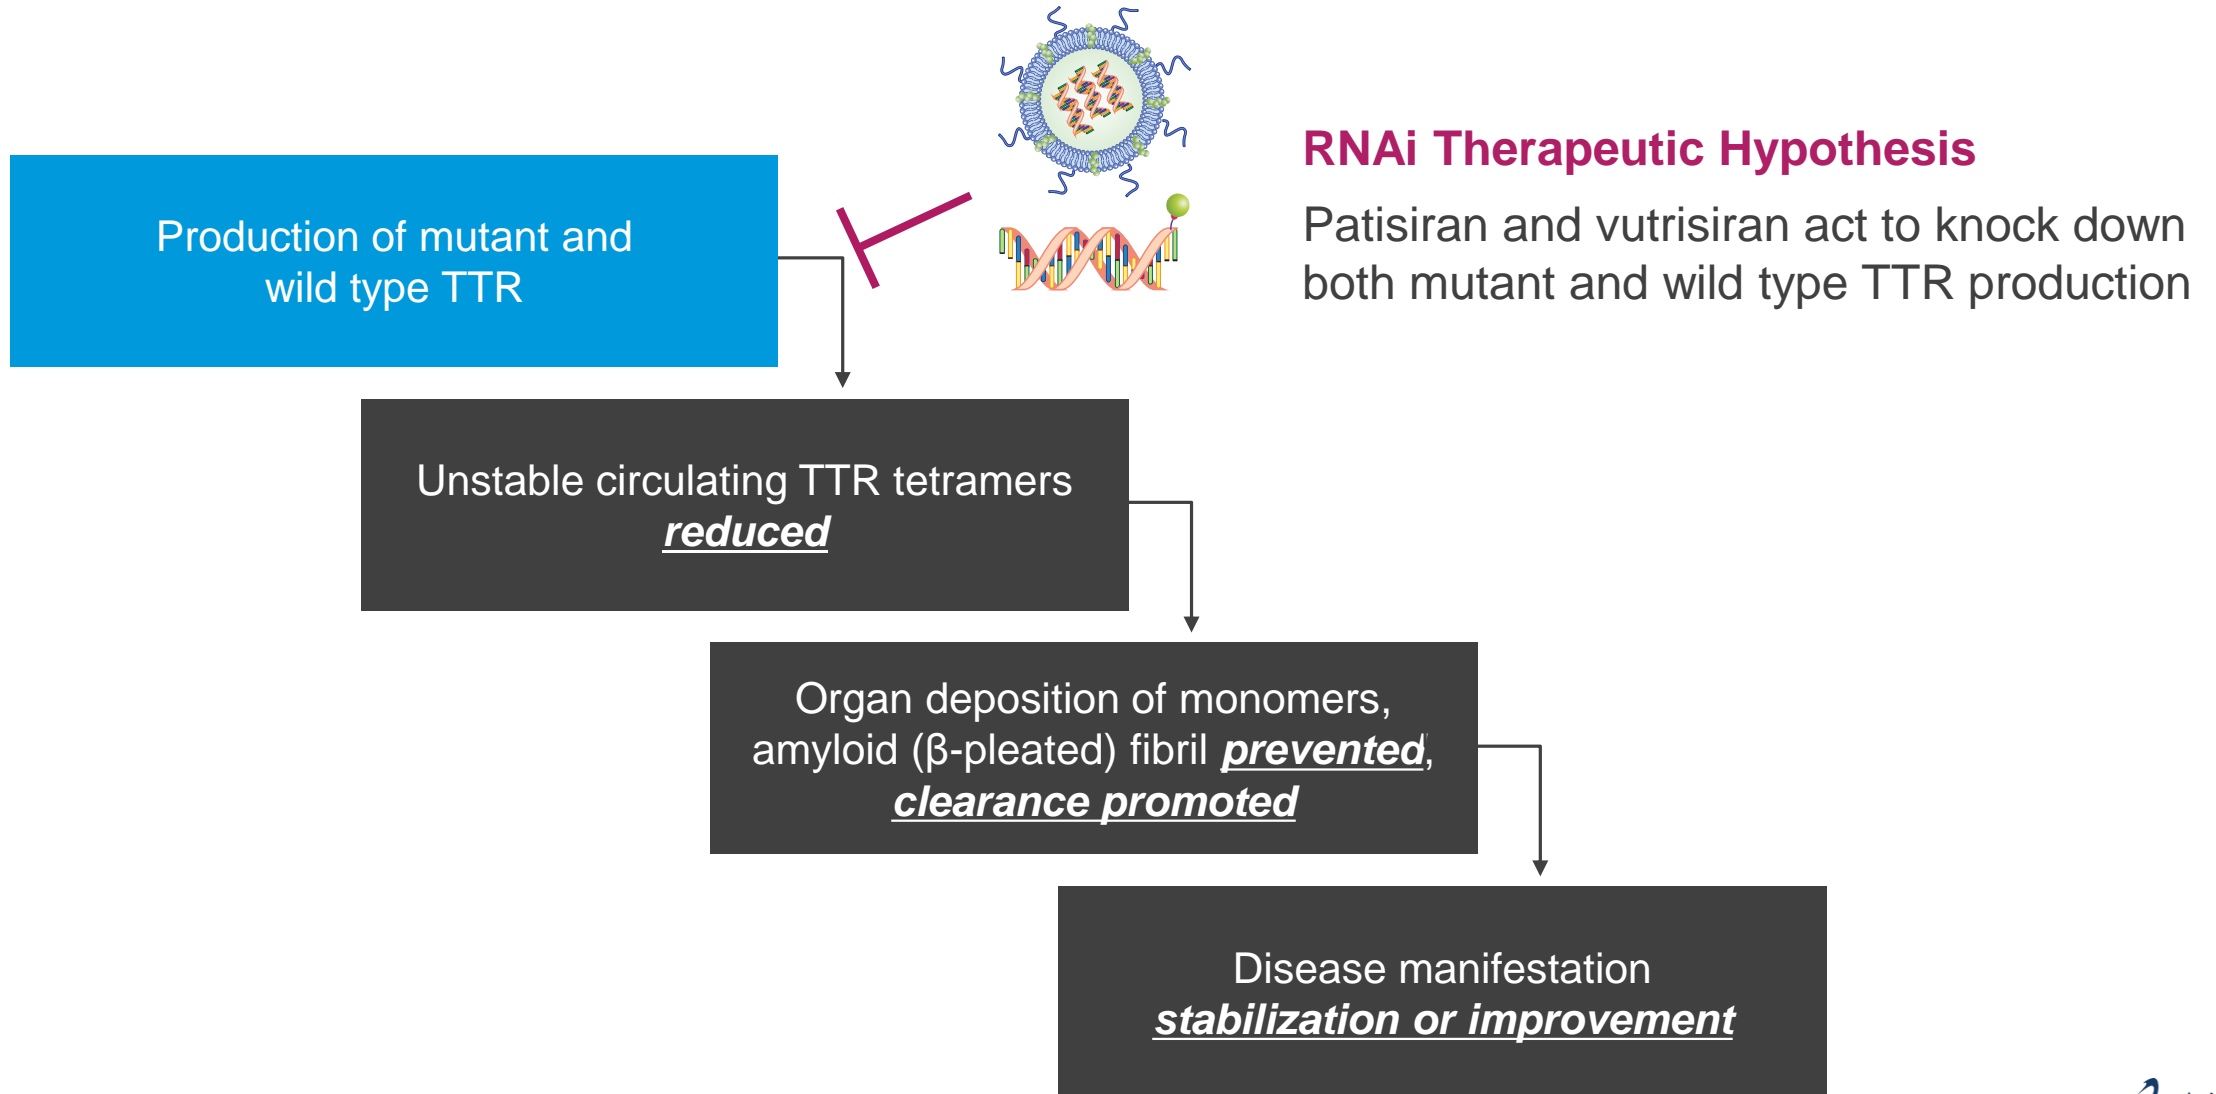 RNAi Therapeutic Hypothesis
Patisiran and vutrisiran act to knock down
both mutant and wild type TTR production
Production of mutant and
wild type TTR
Unstable circulating TTR tetramers
reduced
Organ deposition of monomers,
amyloid (β-pleated) fibril prevented,
clearance promoted
Disease manifestation
stabilization or improvement